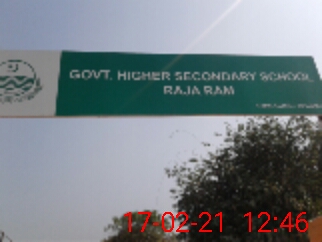 GOVT. HIGHER SECONDARY SCHOOL
RAJA RAM
17-02-21 12:46